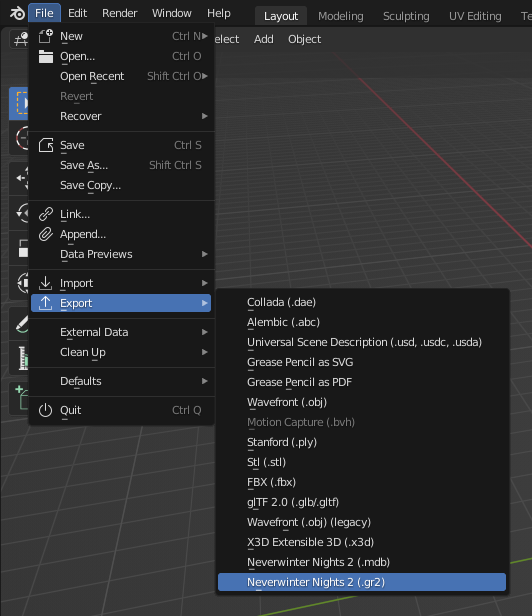 File Edit Render Window Help Layout Modeling Sculpting UV Editing
New Ctrl N
elect Add Object
Open... Ctrl O
Open Recent Shift Ctrl O
Revert
Recover
Save Ctrl S
Save As... Shift Ctrl S
Save Copy...
Link...
Append...
Data Previews
Import
Export
Collada (.dae)
Alembic (.abc)
External Data
Universal Scene Description (.usd, .usdc, .usda)
Clean Up
Grease Pencil as SVG
Defaults
Grease Pencil as PDF
Wavefront (.obj)
Quit Ctrl Q
Motion Capture (.bvh)
Stanford (.ply)
Stl (.stl)
FBX (.fbx)
glTF 2.0 (.glb/.gltf)
Wavefront (.obj) (legacy)
X3D Extensible 3D (.x3d)
Neverwinter Nights 2 (.mdb)
Neverwinter Nights 2 (.gr2)